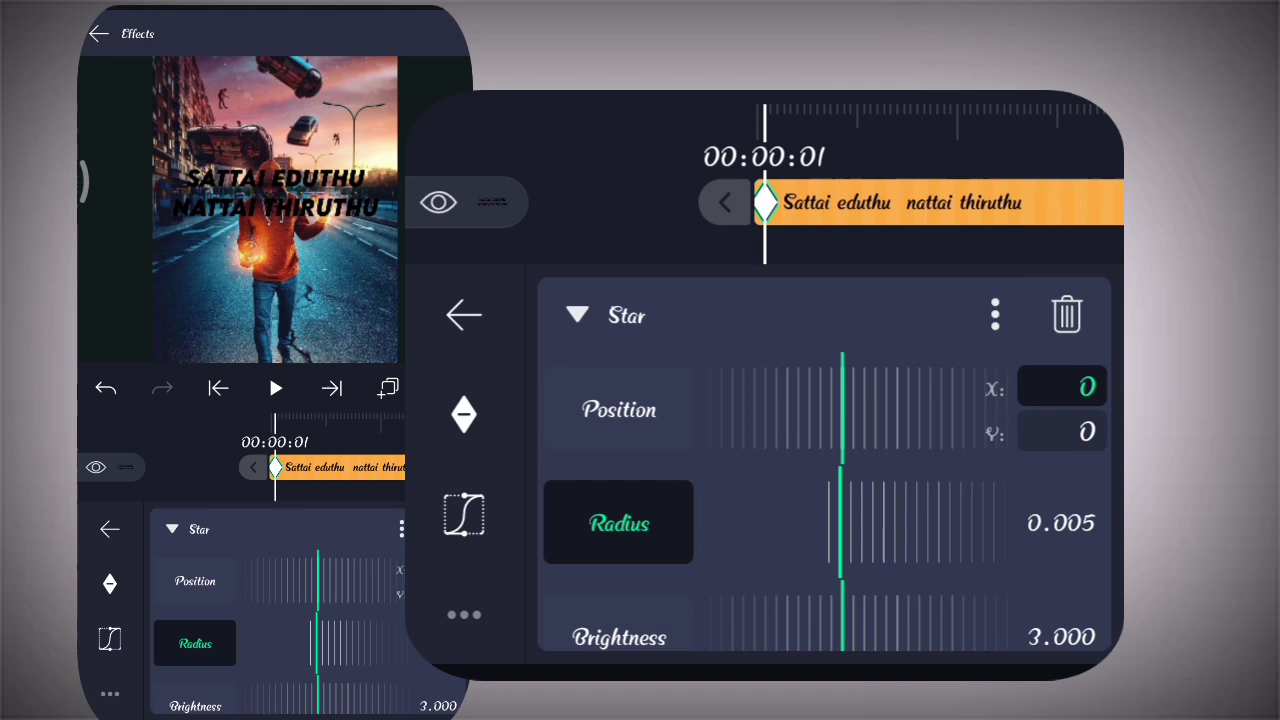 Effects
SATTAI EDUTHU
NATTAI THIRUTHU
00:00:01
Sattai eduthu nattai thirut
Star
Position
X:
Y:
Radius
Brightness
3.000
00:00:01
Sattai eduthu nattai thiruthu
Star
Position
X: 0
Y: 0
Radius
0.005
Brightness
3.000